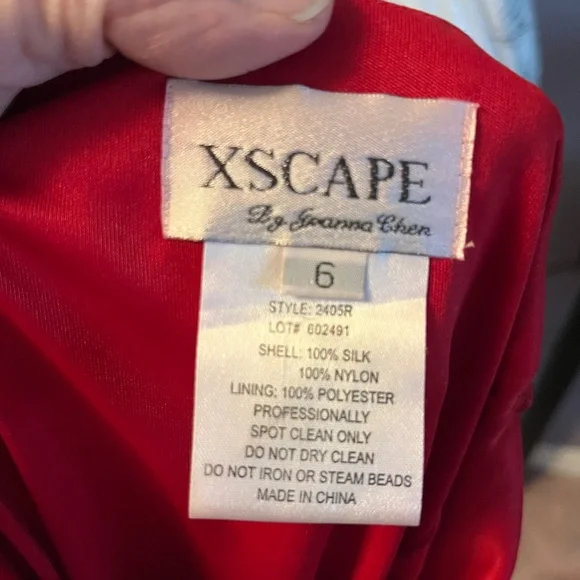 XSCAPE
By Joanna Chen
6
STYLE: 2405R
LOT# 602491
SHELL: 100% SILK
100% NYLON
LINING: 100% POLYESTER
PROFESSIONALLY
SPOT CLEAN ONLY
DO NOT DRY CLEAN
DO NOT IRON OR STEAM BEADS
MADE IN CHINA